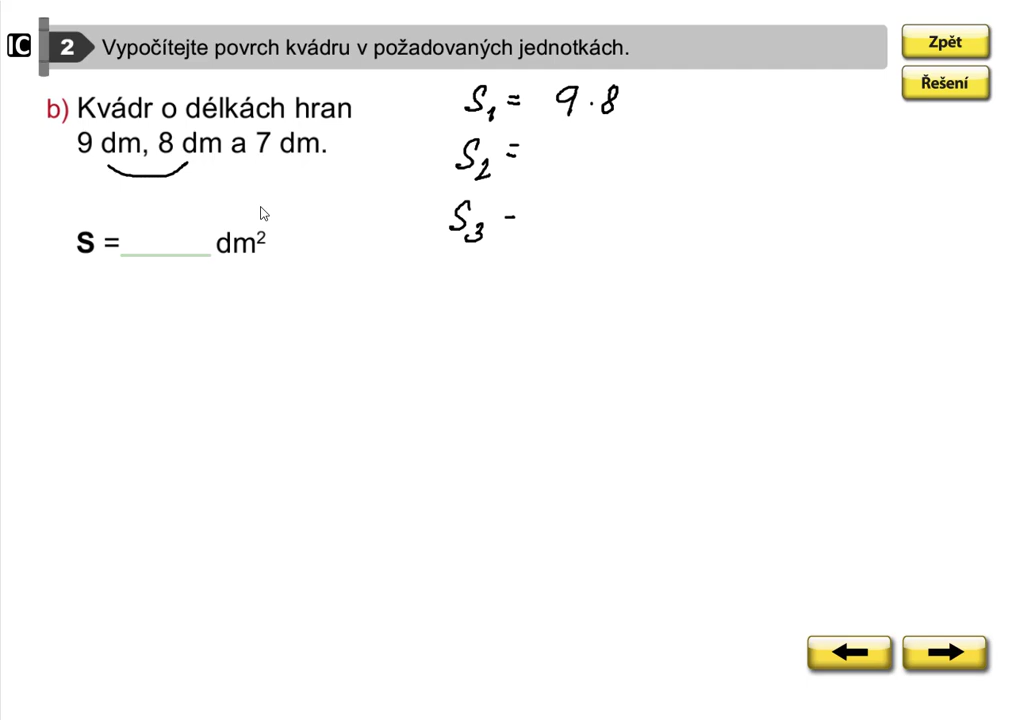 IC 2 Vypočítejte povrch kvádru v požadovaných jednotkách.
Zpět
Řešení
b) Kvádr o délkách hran
9 dm, 8 dm a 7 dm.
S = dm²
S₁ = 9 · 8
S₂ =
S₃ -